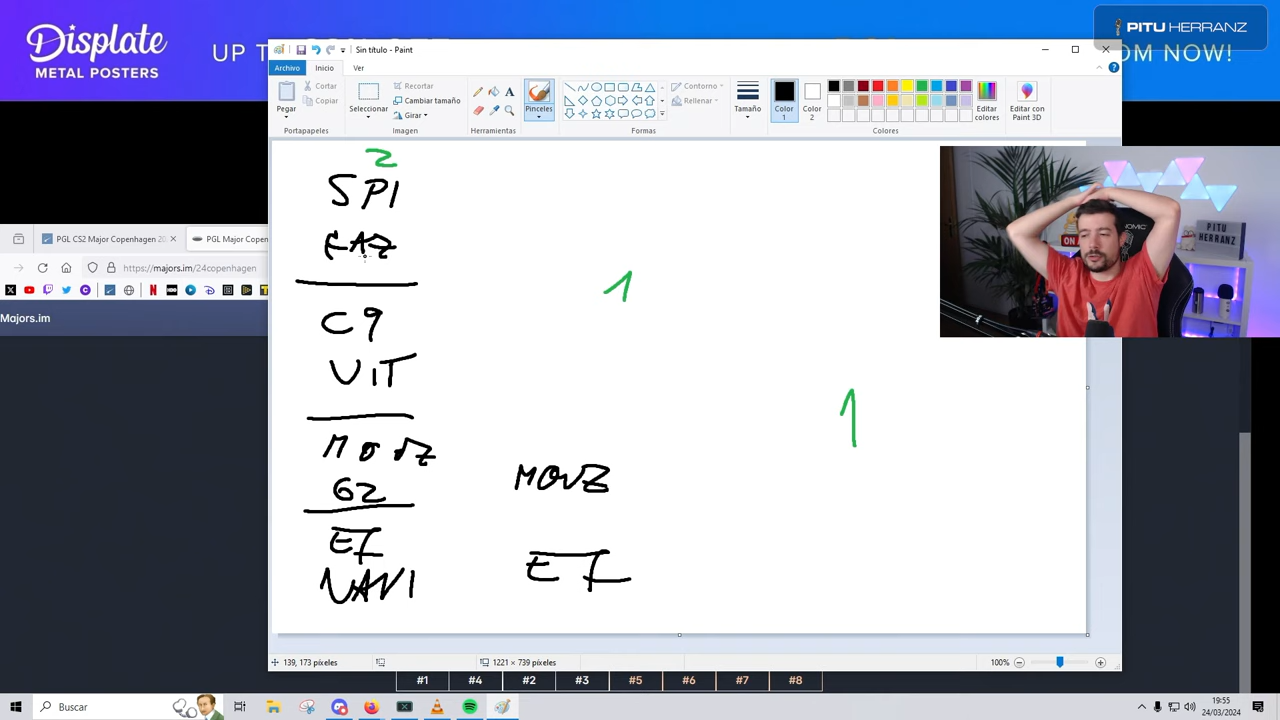 Displate
METAL POSTERS
UP T
OM NOW!
PITU HERRANZ
Sin título - Paint
Archivo
Inicio
Ver
Pegar
Cortar
Copiar
Portapapeles
Seleccionar
Recortar
Cambiar tamaño
Girar
Imagen
A
Herramientas
Pinceles
Contorno
Rellenar
Formas
Tamaño
Color 1
Color 2
Colores
Editar colores
Editar con Paint 3D
2
SPI
FAZ
C9
VIT
MOUZ
G2
EF
NAVI
1
1
MOUZ
EF
PITU
HERRANZ
PGL CS2 Major Copenhagen 20
PGL Major Copen
https://majors.im/24copenhagen
Majors.im
139, 173 píxeles
1221 × 739 píxeles
100%
#1 #4 #2 #3 #5 #6 #7 #8
Buscar
19:55
24/03/2024